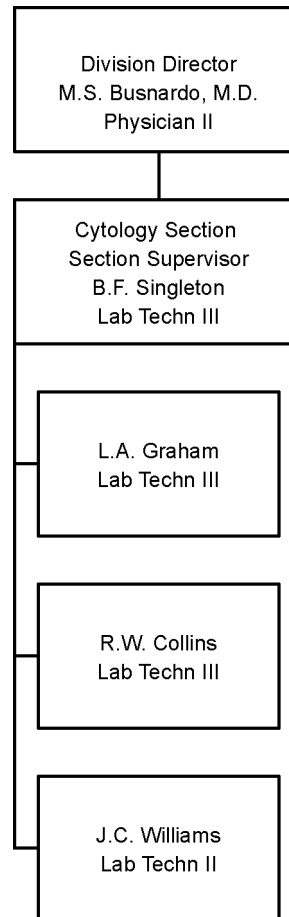 Division Director
M.S. Busnardo, M.D.
Physician II
Cytology Section
Section Supervisor
B.F. Singleton
Lab Techn III
L.A. Graham
Lab Techn III
R.W. Collins
Lab Techn III
J.C. Williams
Lab Techn II